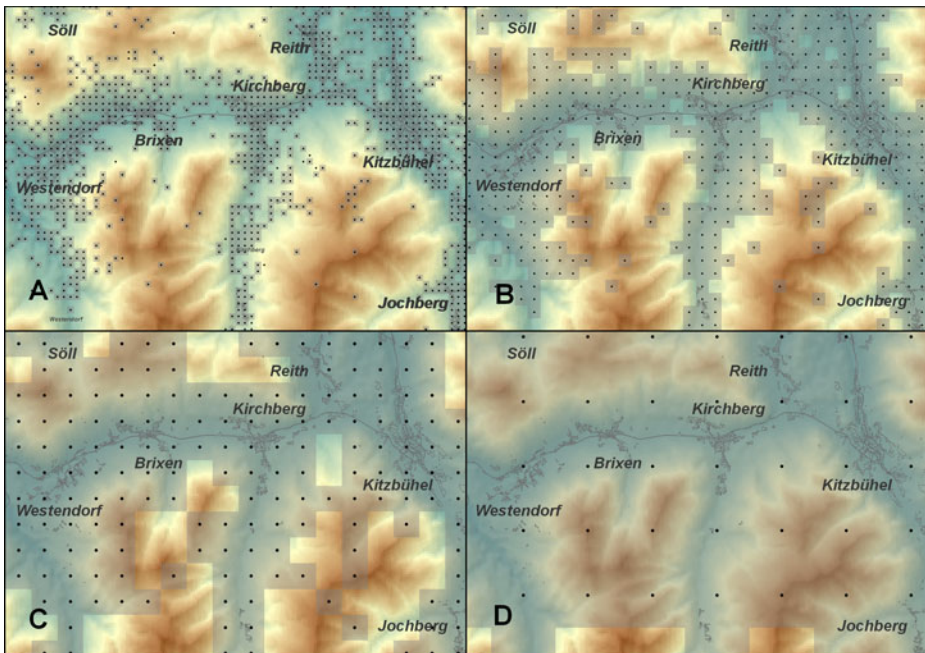 Söll
Reith
Kirchberg
Brixen
Kitzbühel
Westendorf
A
Jochberg
Westendorf
Söll
Reith
Kirchberg
Brixen
Kitzbühel
Westendorf
B
Jochberg
Söll
Reith
Kirchberg
Brixen
Kitzbühel
Westendorf
C
Jochberg
Söll
Reith
Kirchberg
Brixen
Kitzbühel
Westendorf
D
Jochberg